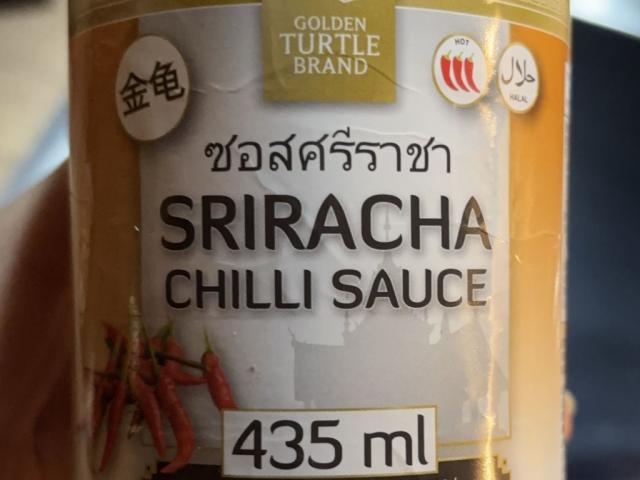 GOLDEN
TURTLE
BRAND
金龟
HOT
حلال
HALAL
ซอสศรีราชา
SRIRACHA
CHILLI SAUCE
435 ml